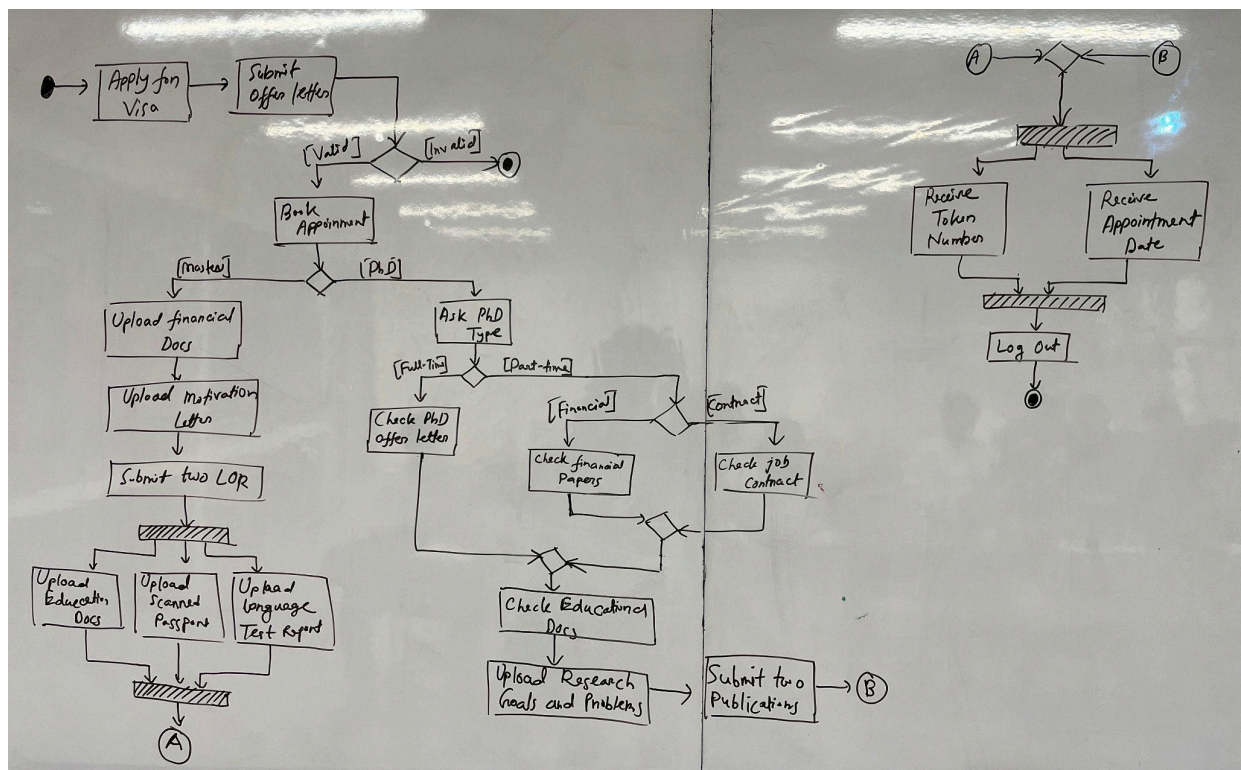 Apply for
Visa
Submit
Offer letter
[Valid]
[Invalid]
Book
Appoinment
[Master]
[PhD]
Upload financial
Docs
Upload Motivation
Letter
Submit two LOR
Upload
Education
Docs
Upload
Scanned
Passport
Upload
Language
Test Report
A
Ask PhD
Type
[Full-Time]
[Part-time]
Check PhD
Offer letter
[Financial]
[Contract]
Check financial
Papers
Check job
Contract
Check Educational
Docs
Upload Research
Goals and Problems
Submit two
Publications
B
A
B
Receive
Token
Number
Receive
Appointment
Date
Log Out